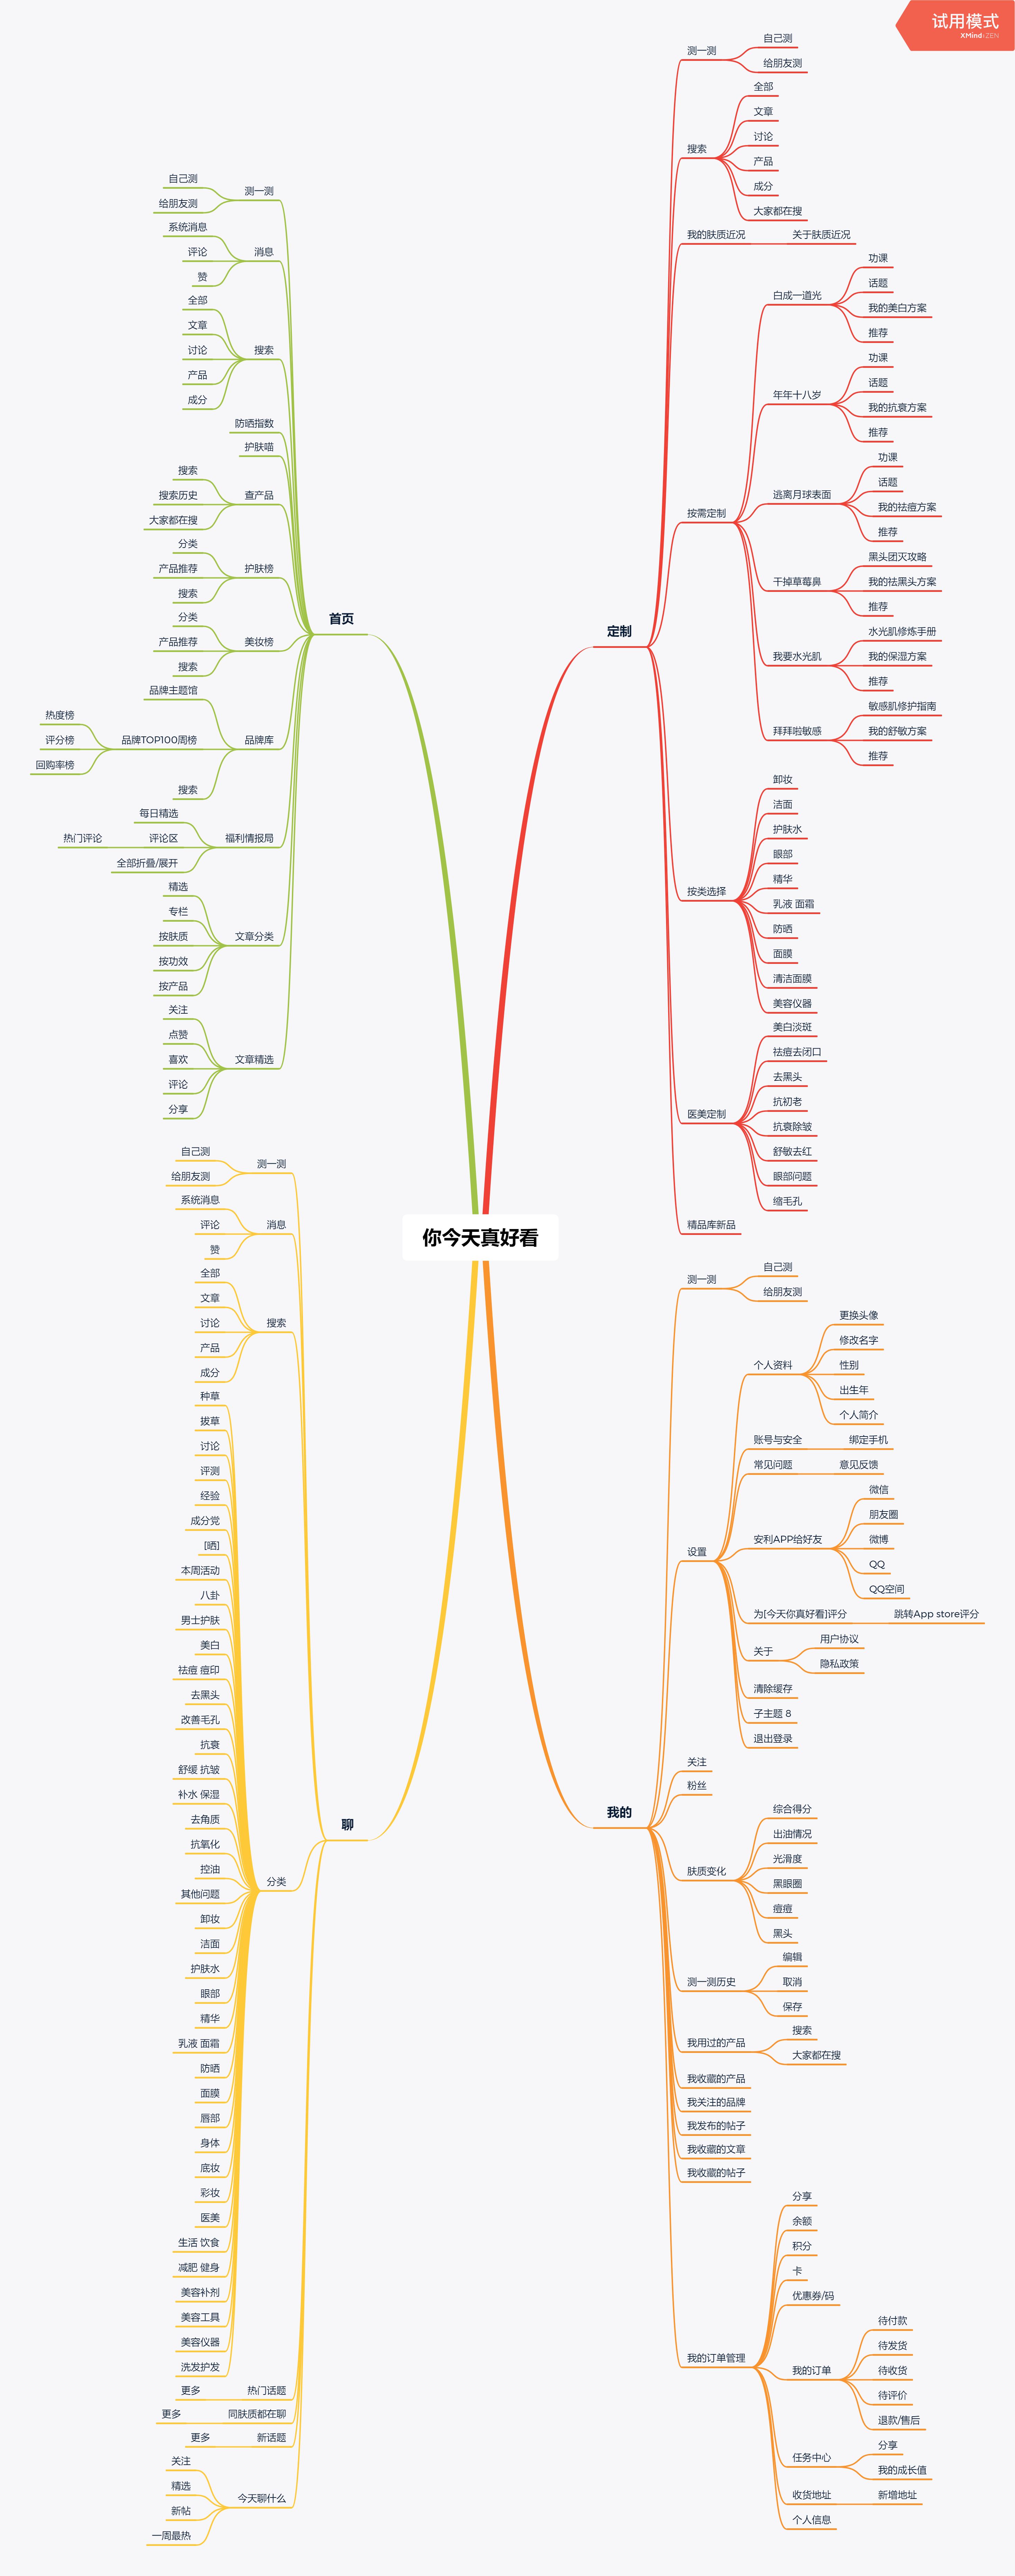 试用模式
XMind:ZEN
你今天真好看
定制
测一测
自己测
给朋友测
搜索
全部
文章
讨论
产品
成分
大家都在搜
我的肤质近况
关于肤质近况
按需定制
白成一道光
功课
话题
我的美白方案
推荐
年年十八岁
功课
话题
我的抗衰方案
推荐
逃离月球表面
功课
话题
我的祛痘方案
推荐
干掉草莓鼻
黑头团灭攻略
我的祛黑头方案
推荐
我要水光肌
水光肌修炼手册
我的保湿方案
推荐
拜拜啦敏感
敏感肌修护指南
我的舒敏方案
推荐
按类选择
卸妆
洁面
护肤水
眼部
精华
乳液 面霜
防晒
面膜
清洁面膜
美容仪器
医美定制
美白淡斑
祛痘去闭口
去黑头
抗初老
抗衰除皱
舒敏去红
眼部问题
缩毛孔
精品库新品
我的
测一测
自己测
给朋友测
设置
个人资料
更换头像
修改名字
性别
出生年
个人简介
账号与安全
绑定手机
常见问题
意见反馈
安利APP给好友
微信
朋友圈
微博
QQ
QQ空间
为[今天你真好看]评分
跳转App store评分
关于
用户协议
隐私政策
清除缓存
子主题 8
退出登录
关注
粉丝
肤质变化
综合得分
出油情况
光滑度
黑眼圈
痘痘
黑头
测一测历史
编辑
取消
保存
我用过的产品
搜索
大家都在搜
我收藏的产品
我关注的品牌
我发布的帖子
我收藏的文章
我收藏的帖子
我的订单管理
分享
余额
积分
卡
优惠券/码
我的订单
待付款
待发货
待收货
待评价
退款/售后
任务中心
分享
我的成长值
收货地址
新增地址
个人信息
首页
测一测
自己测
给朋友测
消息
系统消息
评论
赞
搜索
全部
文章
讨论
产品
成分
防晒指数
护肤喵
查产品
搜索
搜索历史
大家都在搜
护肤榜
分类
产品推荐
搜索
美妆榜
分类
产品推荐
搜索
品牌库
品牌主题馆
品牌TOP100周榜
热度榜
评分榜
回购率榜
搜索
福利情报局
每日精选
评论区
热门评论
全部折叠/展开
文章分类
精选
专栏
按肤质
按功效
按产品
文章精选
关注
点赞
喜欢
评论
分享
聊
测一测
自己测
给朋友测
消息
系统消息
评论
赞
搜索
全部
文章
讨论
产品
成分
分类
种草
拔草
讨论
评测
经验
成分党
[晒]
本周活动
八卦
男士护肤
美白
祛痘 痘印
去黑头
改善毛孔
抗衰
舒缓 抗皱
补水 保湿
去角质
抗氧化
控油
其他问题
卸妆
洁面
护肤水
眼部
精华
乳液 面霜
防晒
面膜
唇部
身体
底妆
彩妆
医美
生活 饮食
减肥 健身
美容补剂
美容工具
美容仪器
洗发护发
热门话题
更多
同肤质都在聊
更多
新话题
更多
今天聊什么
关注
精选
新帖
一周最热